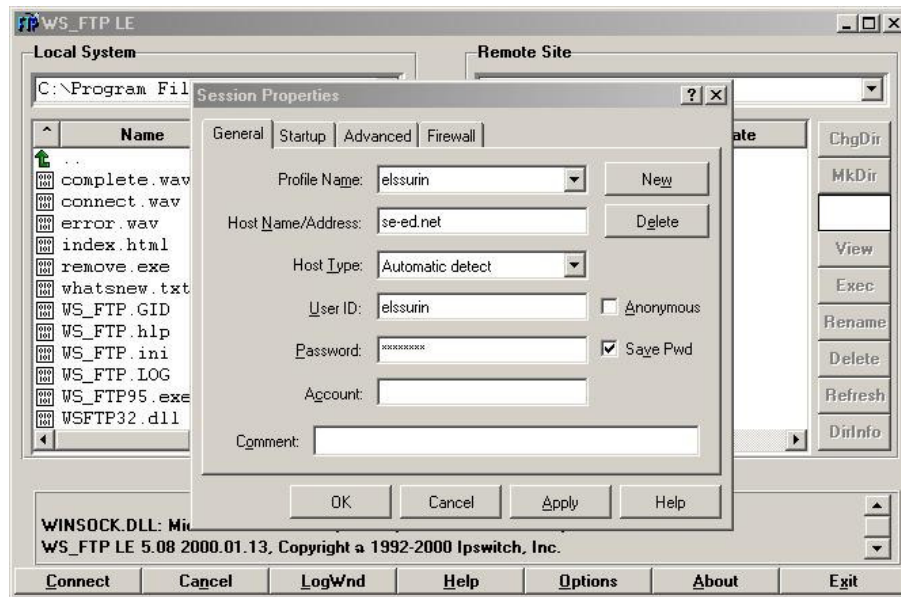 WS_FTP LE
Local System
Remote Site
C:\Program Fil
Session Properties
General Startup Advanced Firewall
Profile Name: elssurin New
Host Name/Address: se-ed.net Delete
Host Type: Automatic detect
User ID: elssurin Anonymous
Password: ******** Save Pwd
Account:
Comment:
OK Cancel Apply Help
^ Name
..
complete.wav
connect.wav
error.wav
index.html
remove.exe
whatsnew.txt
WS_FTP.GID
WS_FTP.hlp
WS_FTP.ini
WS_FTP.LOG
WS_FTP95.exe
WSFTP32.dll
ate
ChgDir
MkDir
View
Exec
Rename
Delete
Refresh
DirInfo
WINSOCK.DLL: Mic
WS_FTP LE 5.08 2000.01.13, Copyright a 1992-2000 Ipswitch, Inc.
Connect Cancel LogWnd Help Options About Exit